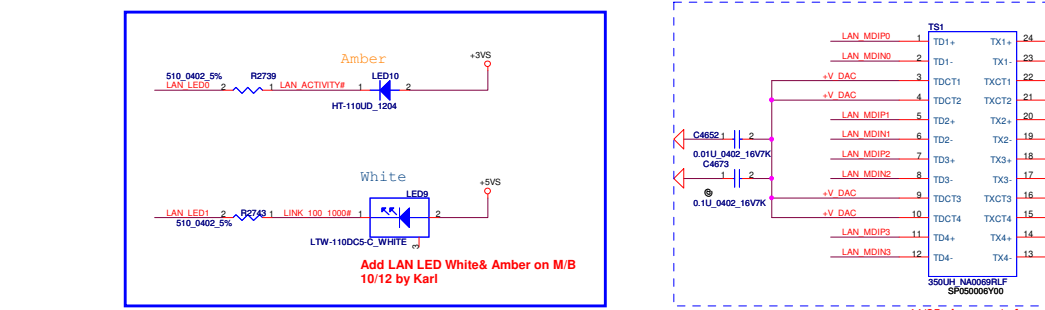 Amber
+3VS
510_0402_5%
R2739
LED10
LAN_LED0
2
1
LAN_ACTIVITY#
1
2
HT-110UD_1204
White
+5VS
LED9
LAN_LED1
2
R2743
1
LINK_100_1000#
1
2
510_0402_5%
LTW-110DC5-C_WHITE
3
Add LAN LED White& Amber on M/B
10/12 by Karl
TS1
LAN_MDIP0 1 TD1+ TX1+ 24
LAN_MDIN0 2 TD1- TX1- 23
+V_DAC 3 TDCT1 TXCT1 22
+V_DAC 4 TDCT2 TXCT2 21
LAN_MDIP1 5 TD2+ TX2+ 20
LAN_MDIN1 6 TD2- TX2- 19
LAN_MDIP2 7 TD3+ TX3+ 18
LAN_MDIN2 8 TD3- TX3- 17
+V_DAC 9 TDCT3 TXCT3 16
+V_DAC 10 TDCT4 TXCT4 15
LAN_MDIP3 11 TD4+ TX4+ 14
LAN_MDIN3 12 TD4- TX4- 13
C4652 1 2
0.01U_0402_16V7K
C4673
1 2
@
0.1U_0402_16V7K
350UH_NA0069RLF
SP050006Y00